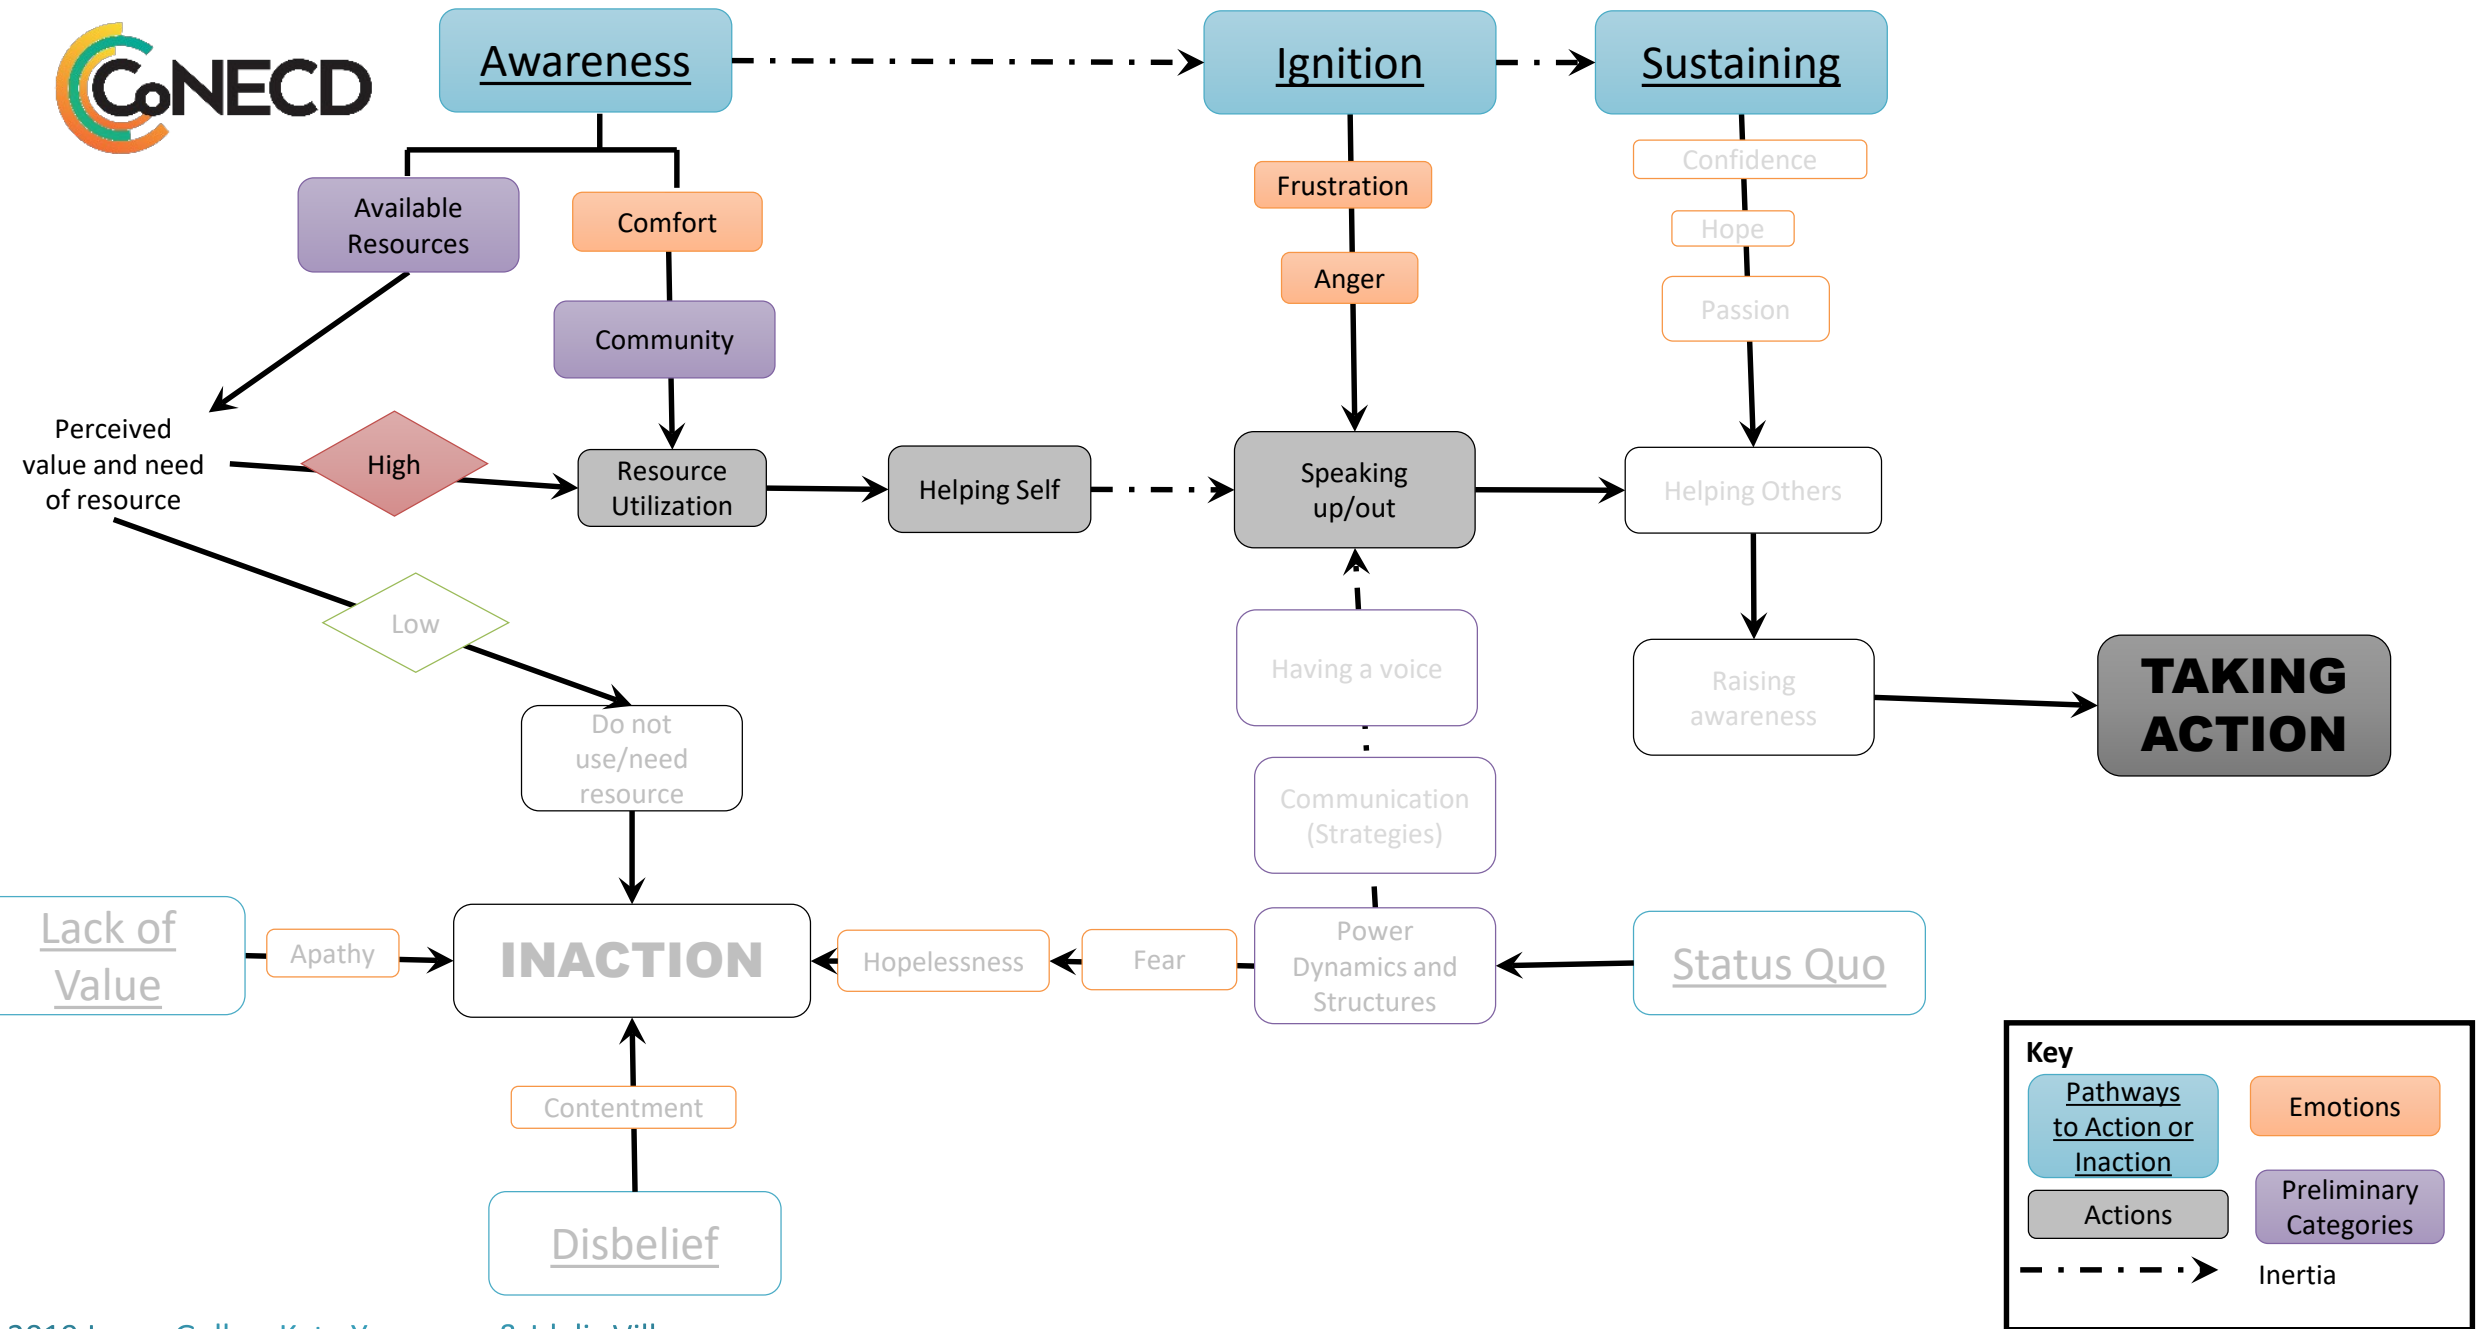 CoNECD
Awareness
Ignition
Sustaining
Confidence
Frustration
Available
Resources
Comfort
Hope
Anger
Passion
Community
Perceived
value and need
of resource
High
Resource
Utilization
Helping Self
Speaking
up/out
Helping Others
Low
Having a voice
Raising
awareness
TAKING
ACTION
Do not
use/need
resource
Communication
(Strategies)
Lack of
Value
Apathy
INACTION
Hopelessness
Fear
Power
Dynamics and
Structures
Status Quo
Contentment
Disbelief
Key
Pathways
to Action or
Inaction
Emotions
Actions
Preliminary
Categories
Inertia